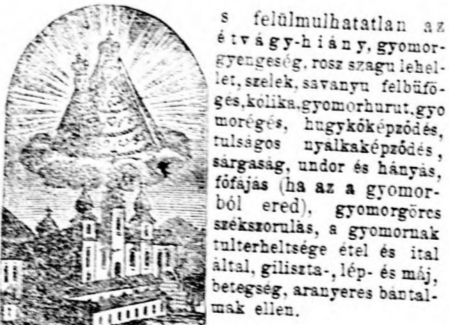 s felülmulhatatlan az
étvágy-hiány, gyomor-
gyengeség, rosz szagu lehel-
let, szelek, savanyu felbüfö-
gés, kólika, gyomorhurut, gyo
morégés, hugykőképződés,
tulságos nyálkaképződés,
sárgaság, undor és hányás,
főfájás (ha az a gyomor-
ból ered), gyomorgörcs
székszorulás, a gyomornak
tulterheltsége étel és ital
által, giliszta-, lép- és máj,
betegség, aranyeres bántal-
mak ellen.